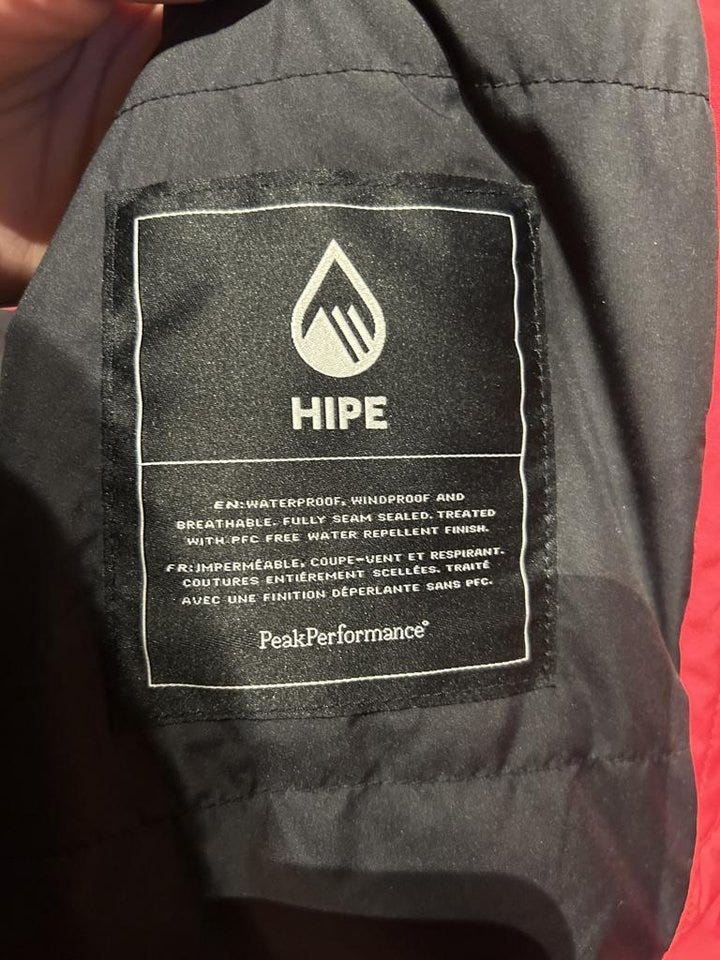 HIPE
EN: WATERPROOF, WINDPROOF AND
BREATHABLE. FULLY SEAM SEALED. TREATED
WITH PFC FREE WATER REPELLENT FINISH.
FR: IMPERMÉABLE, COUPE-VENT ET RESPIRANT.
COUTURES ENTIÉREMENT SCELLÉES. TRAITÉ
AVEC UNE FINITION DÉPERLANTE SANS PFC.
PeakPerformance®